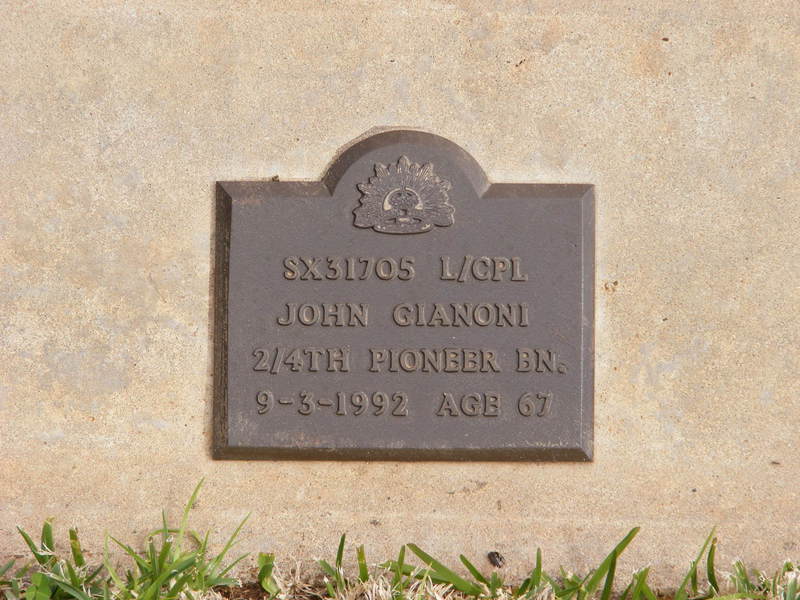 SX31705 L/CPL
JOHN GIANONI
2/4TH PIONEER BN.
9-3-1992 AGE 67